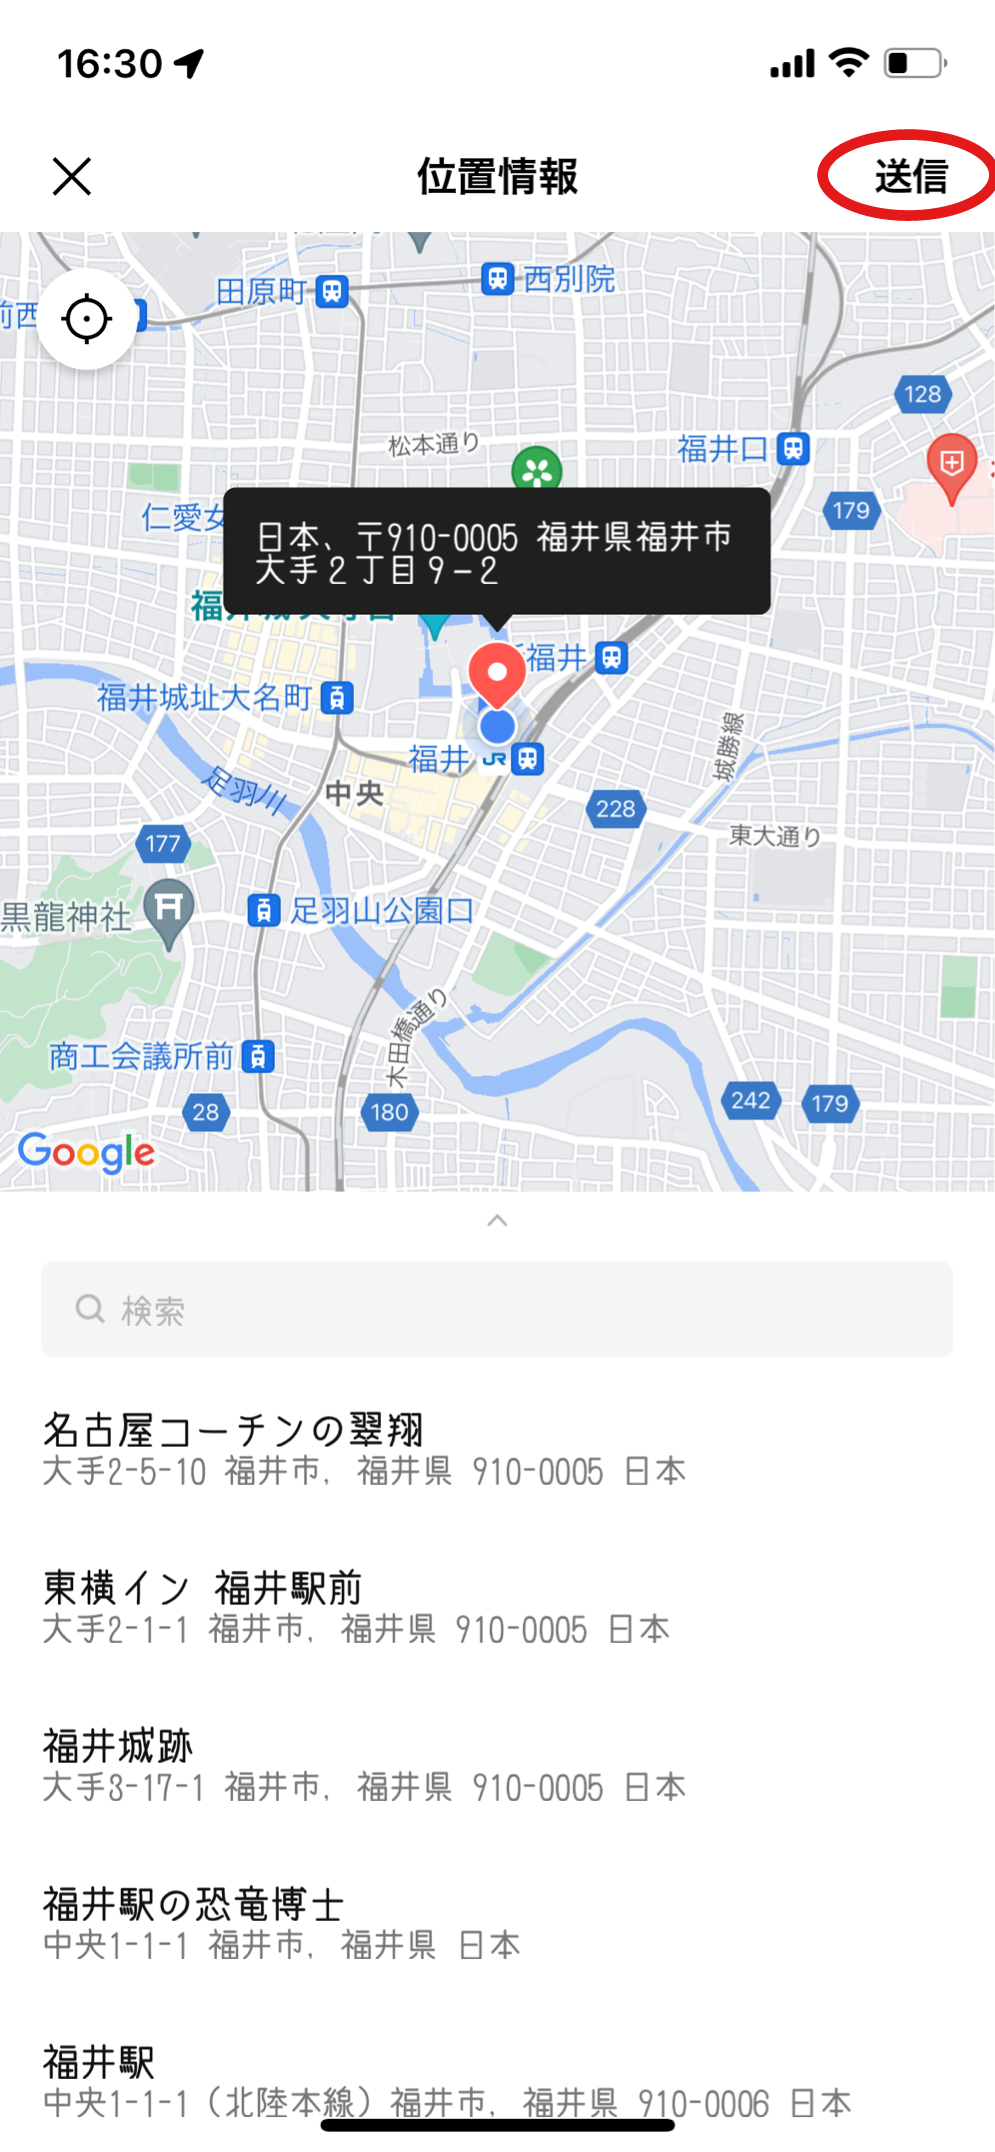 16:30
位置情報
送信
田原町
西別院
前西
128
松本通り
福井口
179
仁愛女
日本、〒910-0005 福井県福井市
大手２丁目９−２
福井
福井城址大名町
福井
JR
城勝線
足羽川
中央
228
東大通り
177
黒龍神社
足羽山公園口
木田橋通り
商工会議所前
28
180
242
179
Google
検索
名古屋コーチンの翠翔
大手2-5-10 福井市, 福井県 910-0005 日本
東横イン 福井駅前
大手2-1-1 福井市, 福井県 910-0005 日本
福井城跡
大手3-17-1 福井市, 福井県 910-0005 日本
福井駅の恐竜博士
中央1-1-1 福井市, 福井県 日本
福井駅
中央1-1-1（北陸本線）福井市, 福井県 910-0006 日本